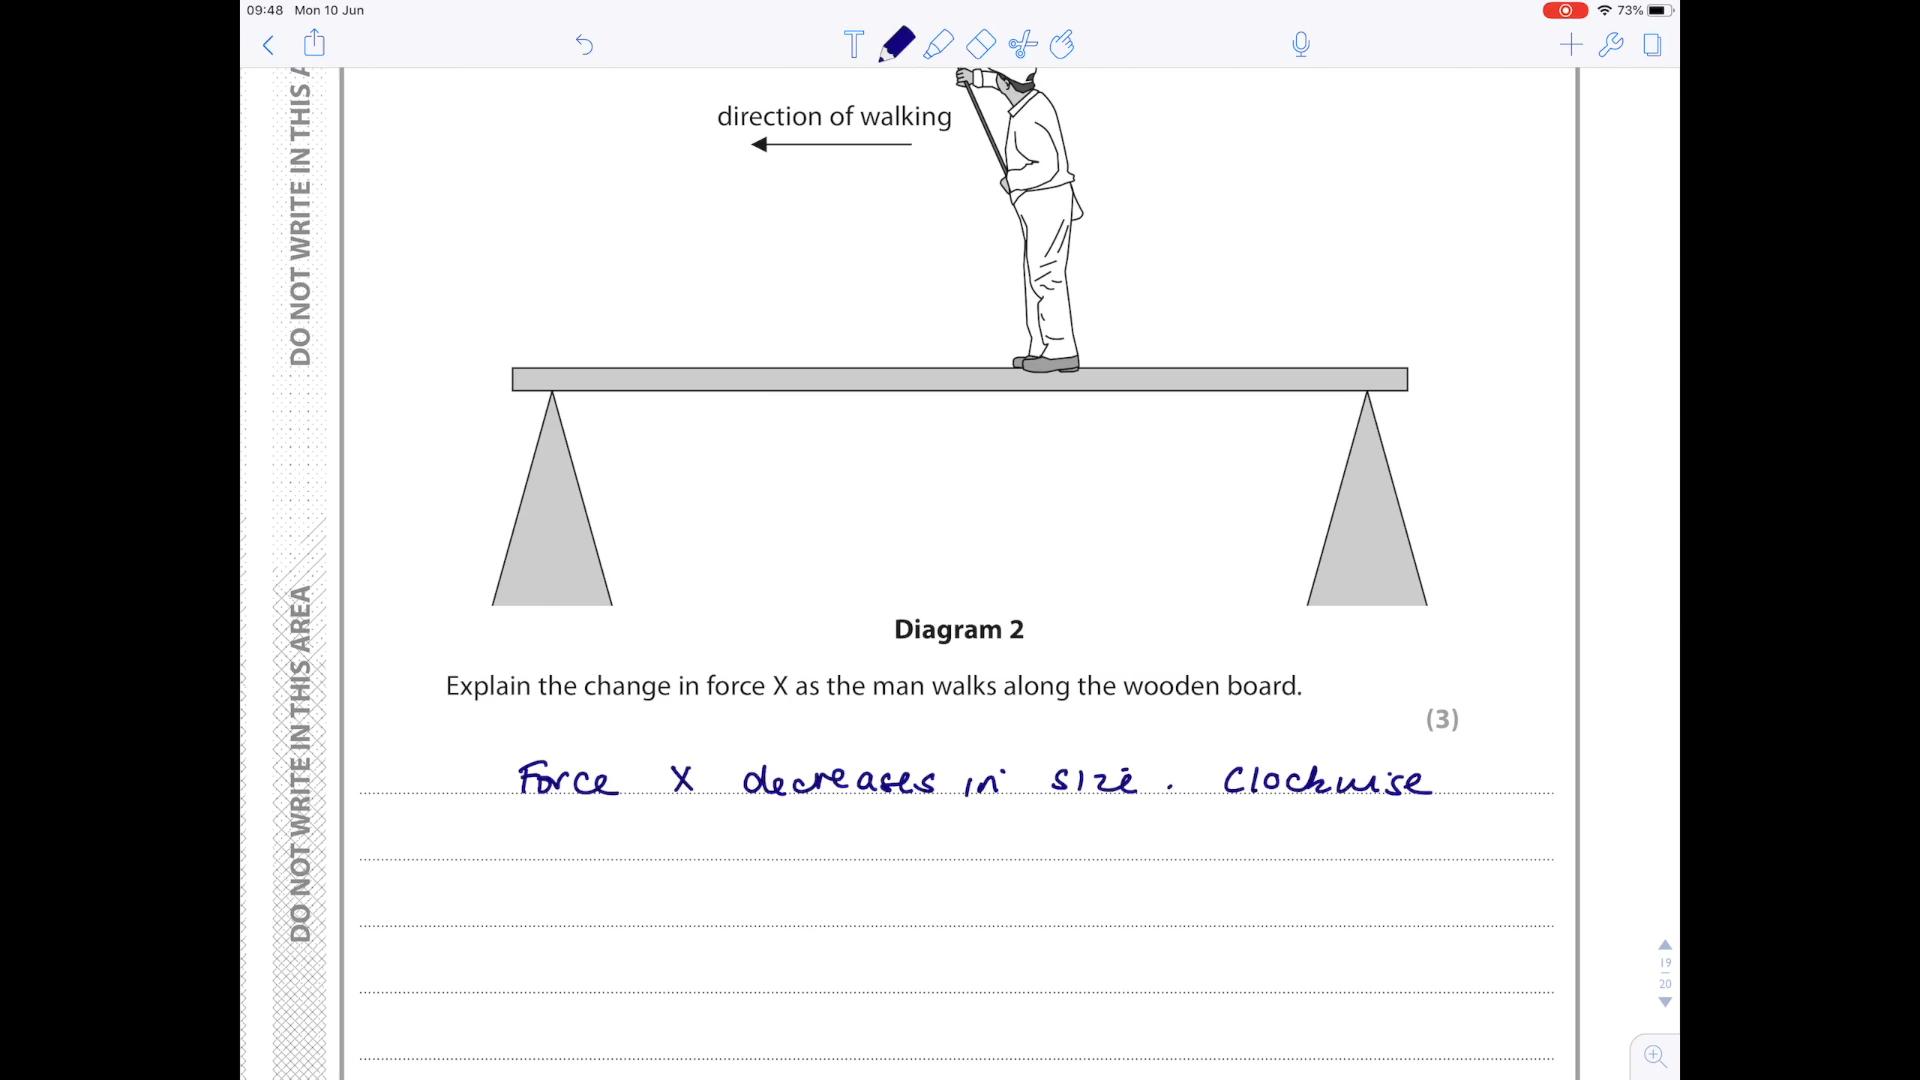 09:48 Mon 10 Jun
73%
T
DO NOT WRITE IN THIS A
direction of walking
DO NOT WRITE IN THIS AREA
Diagram 2
Explain the change in force X as the man walks along the wooden board.
(3)
Force X decreases in size. Clockwise
19
20